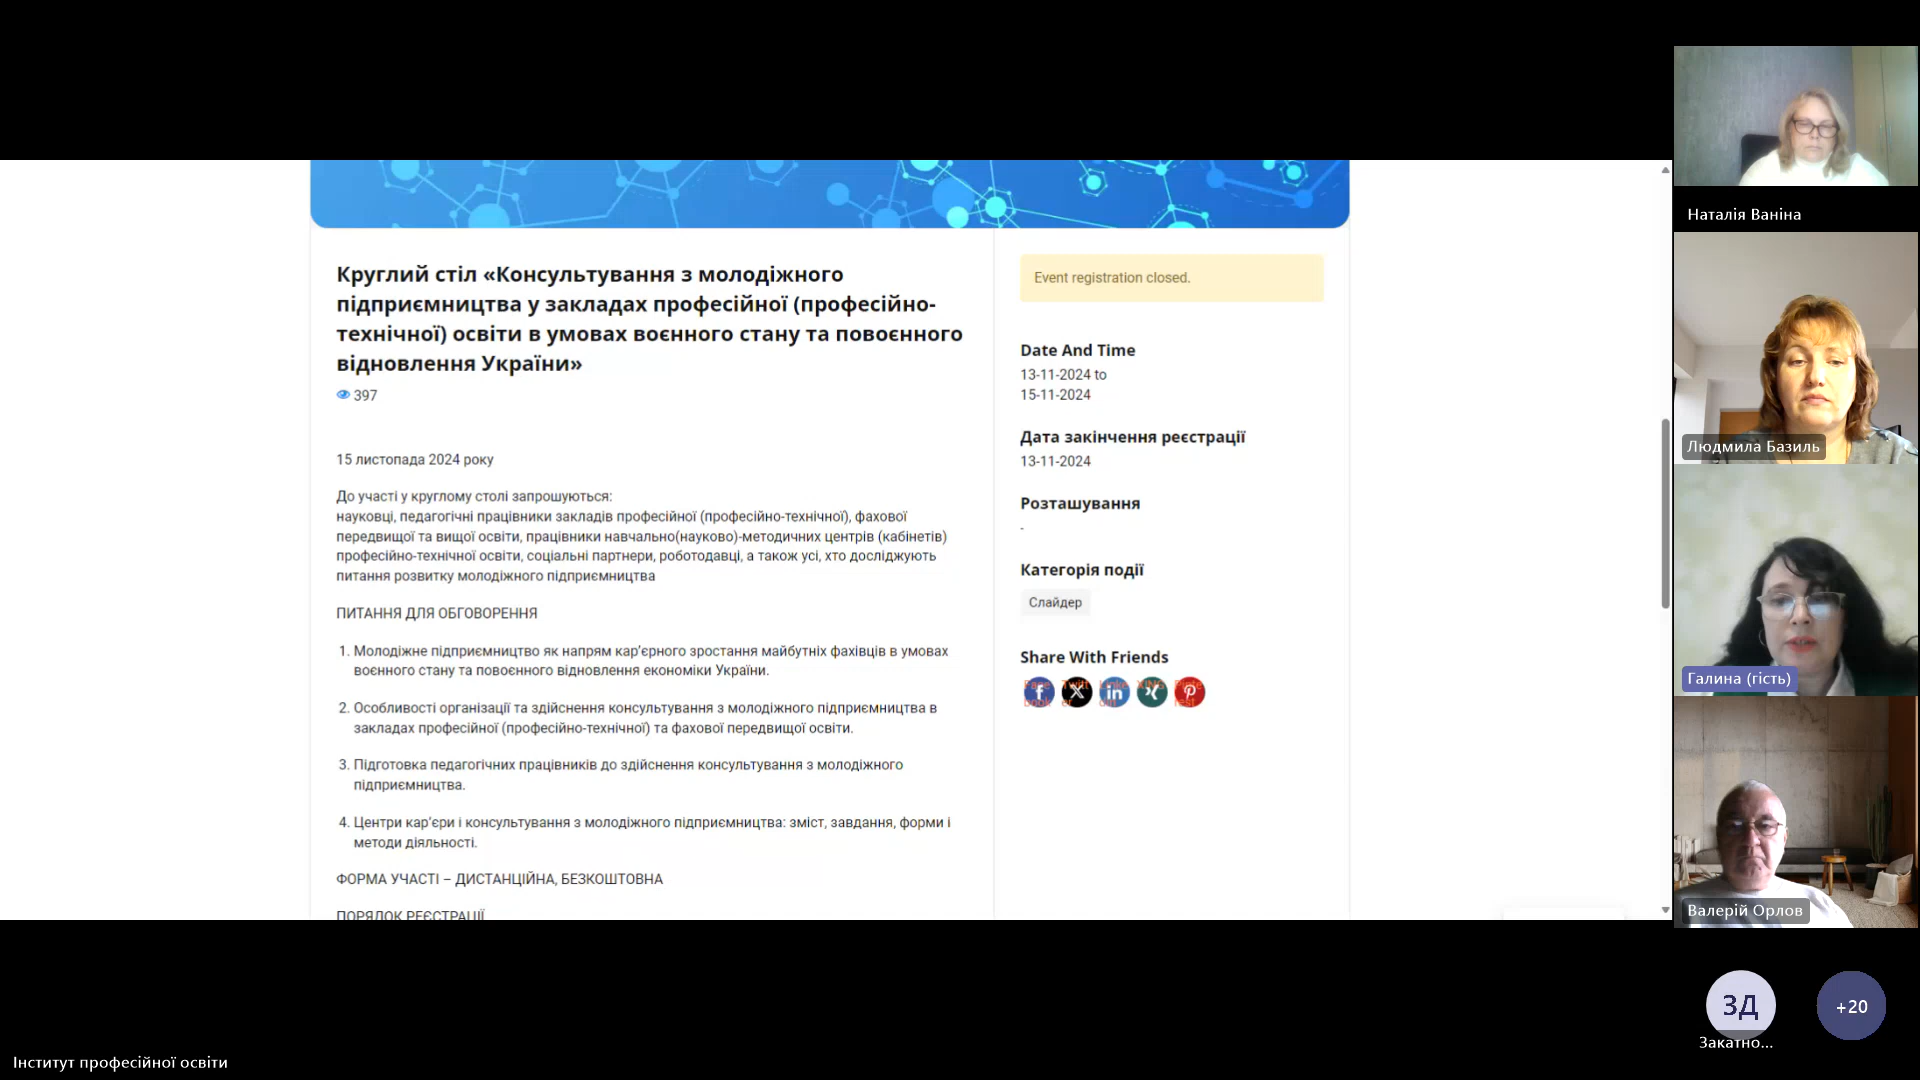 Круглий стіл «Консультування з молодіжного
підприємництва у закладах професійної (професійно-
технічної) освіти в умовах воєнного стану та повоєнного
відновлення України»
397
15 листопада 2024 року
До участі у круглому столі запрошуються:
науковці, педагогічні працівники закладів професійної (професійно-технічної), фахової
передвищої та вищої освіти, працівники навчально(науково)-методичних центрів (кабінетів)
професійно-технічної освіти, соціальні партнери, роботодавці, а також усі, хто досліджують
питання розвитку молодіжного підприємництва
ПИТАННЯ ДЛЯ ОБГОВОРЕННЯ
1. Молодіжне підприємництво як напрям кар’єрного зростання майбутніх фахівців в умовах
воєнного стану та повоєнного відновлення економіки України.
2. Особливості організації та здійснення консультування з молодіжного підприємництва в
закладах професійної (професійно-технічної) та фахової передвищої освіти.
3. Підготовка педагогічних працівників до здійснення консультування з молодіжного
підприємництва.
4. Центри кар’єри і консультування з молодіжного підприємництва: зміст, завдання, форми і
методи діяльності.
ФОРМА УЧАСТІ – ДИСТАНЦІЙНА, БЕЗКОШТОВНА
ПОРЯДОК РЕЄСТРАЦІЇ
Event registration closed.
Date And Time
13-11-2024 to
15-11-2024
Дата закінчення реєстрації
13-11-2024
Розташування
-
Категорія події
Слайдер
Share With Friends
Наталія Ваніна
Людмила Базиль
Галина (гість)
Валерій Орлов
ЗД
+20
Закатно...
Інститут професійної освіти